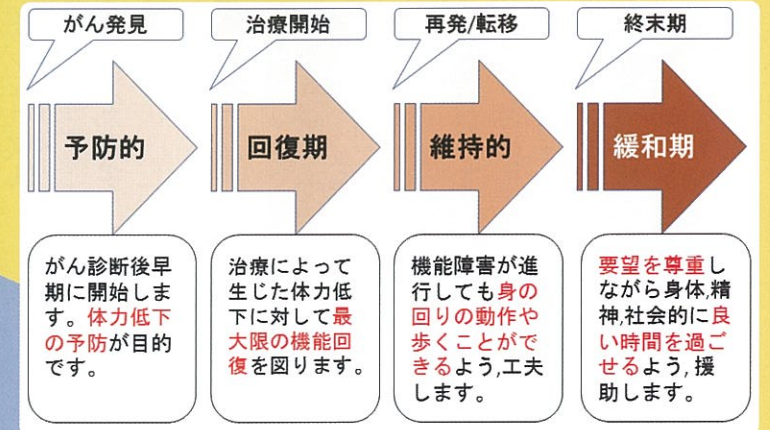 がん発見
治療開始
再発/転移
終末期
予防的
回復期
維持的
緩和期
がん診断後早
期に開始しま
す。体力低下
の予防が目的
です。
治療によって
生じた体力低
下に対して最
大限の機能回
復を図ります。
機能障害が進
行しても身の
回りの動作や
歩くことがで
きるよう,工夫
します。
要望を尊重し
ながら身体,精
神,社会的に良
い時間を過ご
せるよう,援
助します。